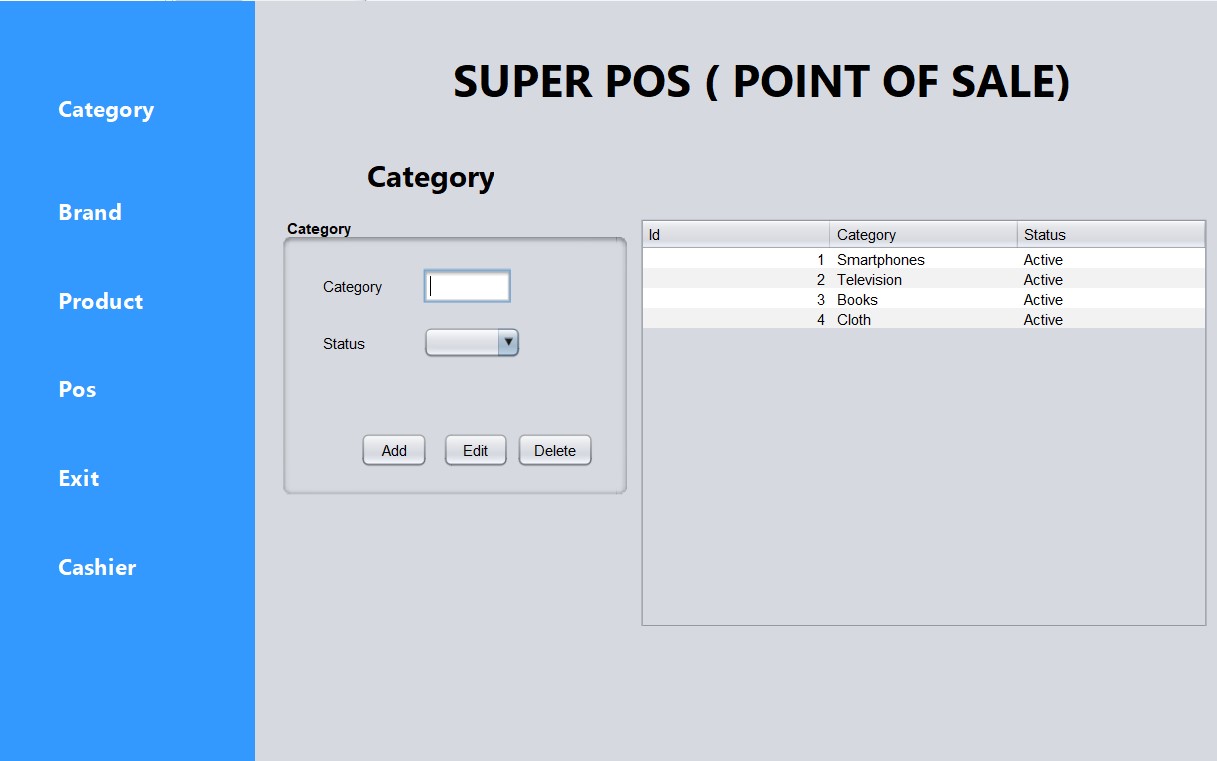 SUPER POS ( POINT OF SALE)
Category
Brand
Product
Pos
Exit
Cashier
Category
Category
Category
Status
Add Edit Delete
Id Category Status
1 Smartphones Active
2 Television Active
3 Books Active
4 Cloth Active